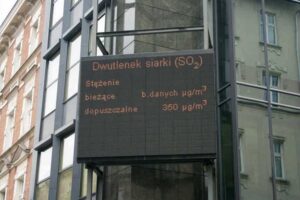 Dwutlenek siarki (SO₂)
Stężenie
bieżące b.danych µg/m³
dopuszczalne 350 µg/m³